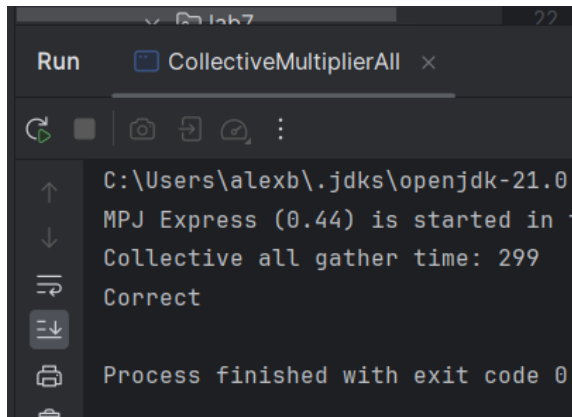 lab7
22
Run CollectiveMultiplierAll ×
C:\Users\alexb\.jdks\openjdk-21.0
MPJ Express (0.44) is started in
Collective all gather time: 299
Correct
Process finished with exit code 0